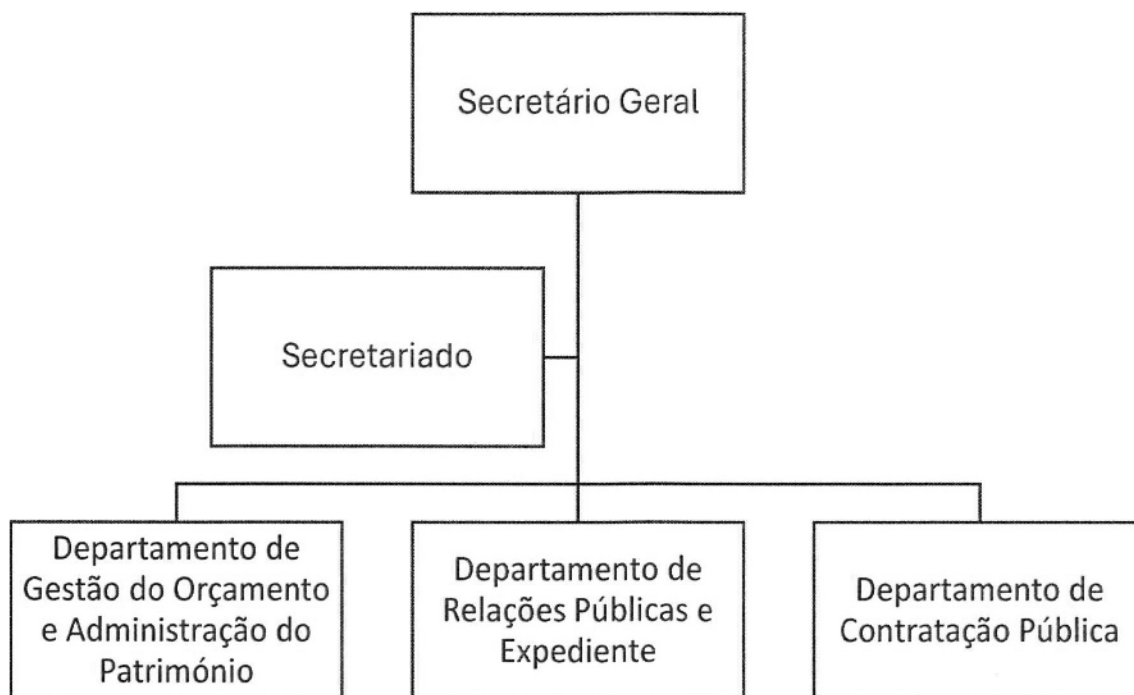 Secretário Geral
Secretariado
Departamento de
Gestão do Orçamento
e Administração do
Património
Departamento de
Relações Públicas e
Expediente
Departamento de
Contratação Pública